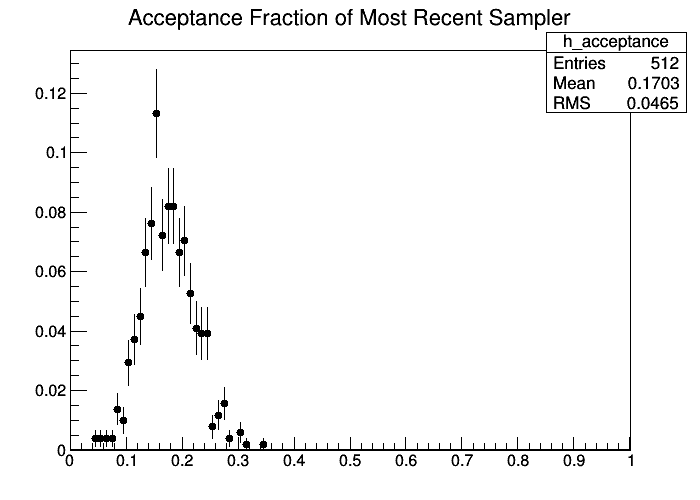 Acceptance Fraction of Most Recent Sampler
h_acceptance
Entries 512
Mean 0.1703
RMS 0.0465
0.12
0.1
0.08
0.06
0.04
0.02
0
0 0.1 0.2 0.3 0.4 0.5 0.6 0.7 0.8 0.9 1